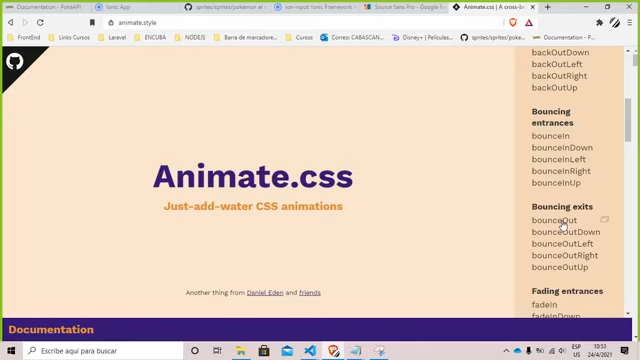 Documentation - PokéAPI
Ionic App
sprites/sprites/pokemon at m
ion-input: Ionic Framework
Source Sans Pro - Google Fo
Animate.css | A cross-br
animate.style
FrontEnd
Links Cursos
Laravel
ENCUBA
NODEJS
Barra de marcadore...
Cursos
Correo: CABASCAN...
Disney+ | Películas...
sprites/sprites/poke...
Documentation - P...
Animate.css
Just-add-water CSS animations
Another thing from Daniel Eden and friends
backOutDown
backOutLeft
backOutRight
backOutUp
Bouncing
entrances
bounceIn
bounceInDown
bounceInLeft
bounceInRight
bounceInUp
Bouncing exits
bounceOut
bounceOutDown
bounceOutLeft
bounceOutRight
bounceOutUp
Fading entrances
fadeIn
fadeInDown
Documentation
Escribe aquí para buscar
ESP
US
10:53
24/4/2021